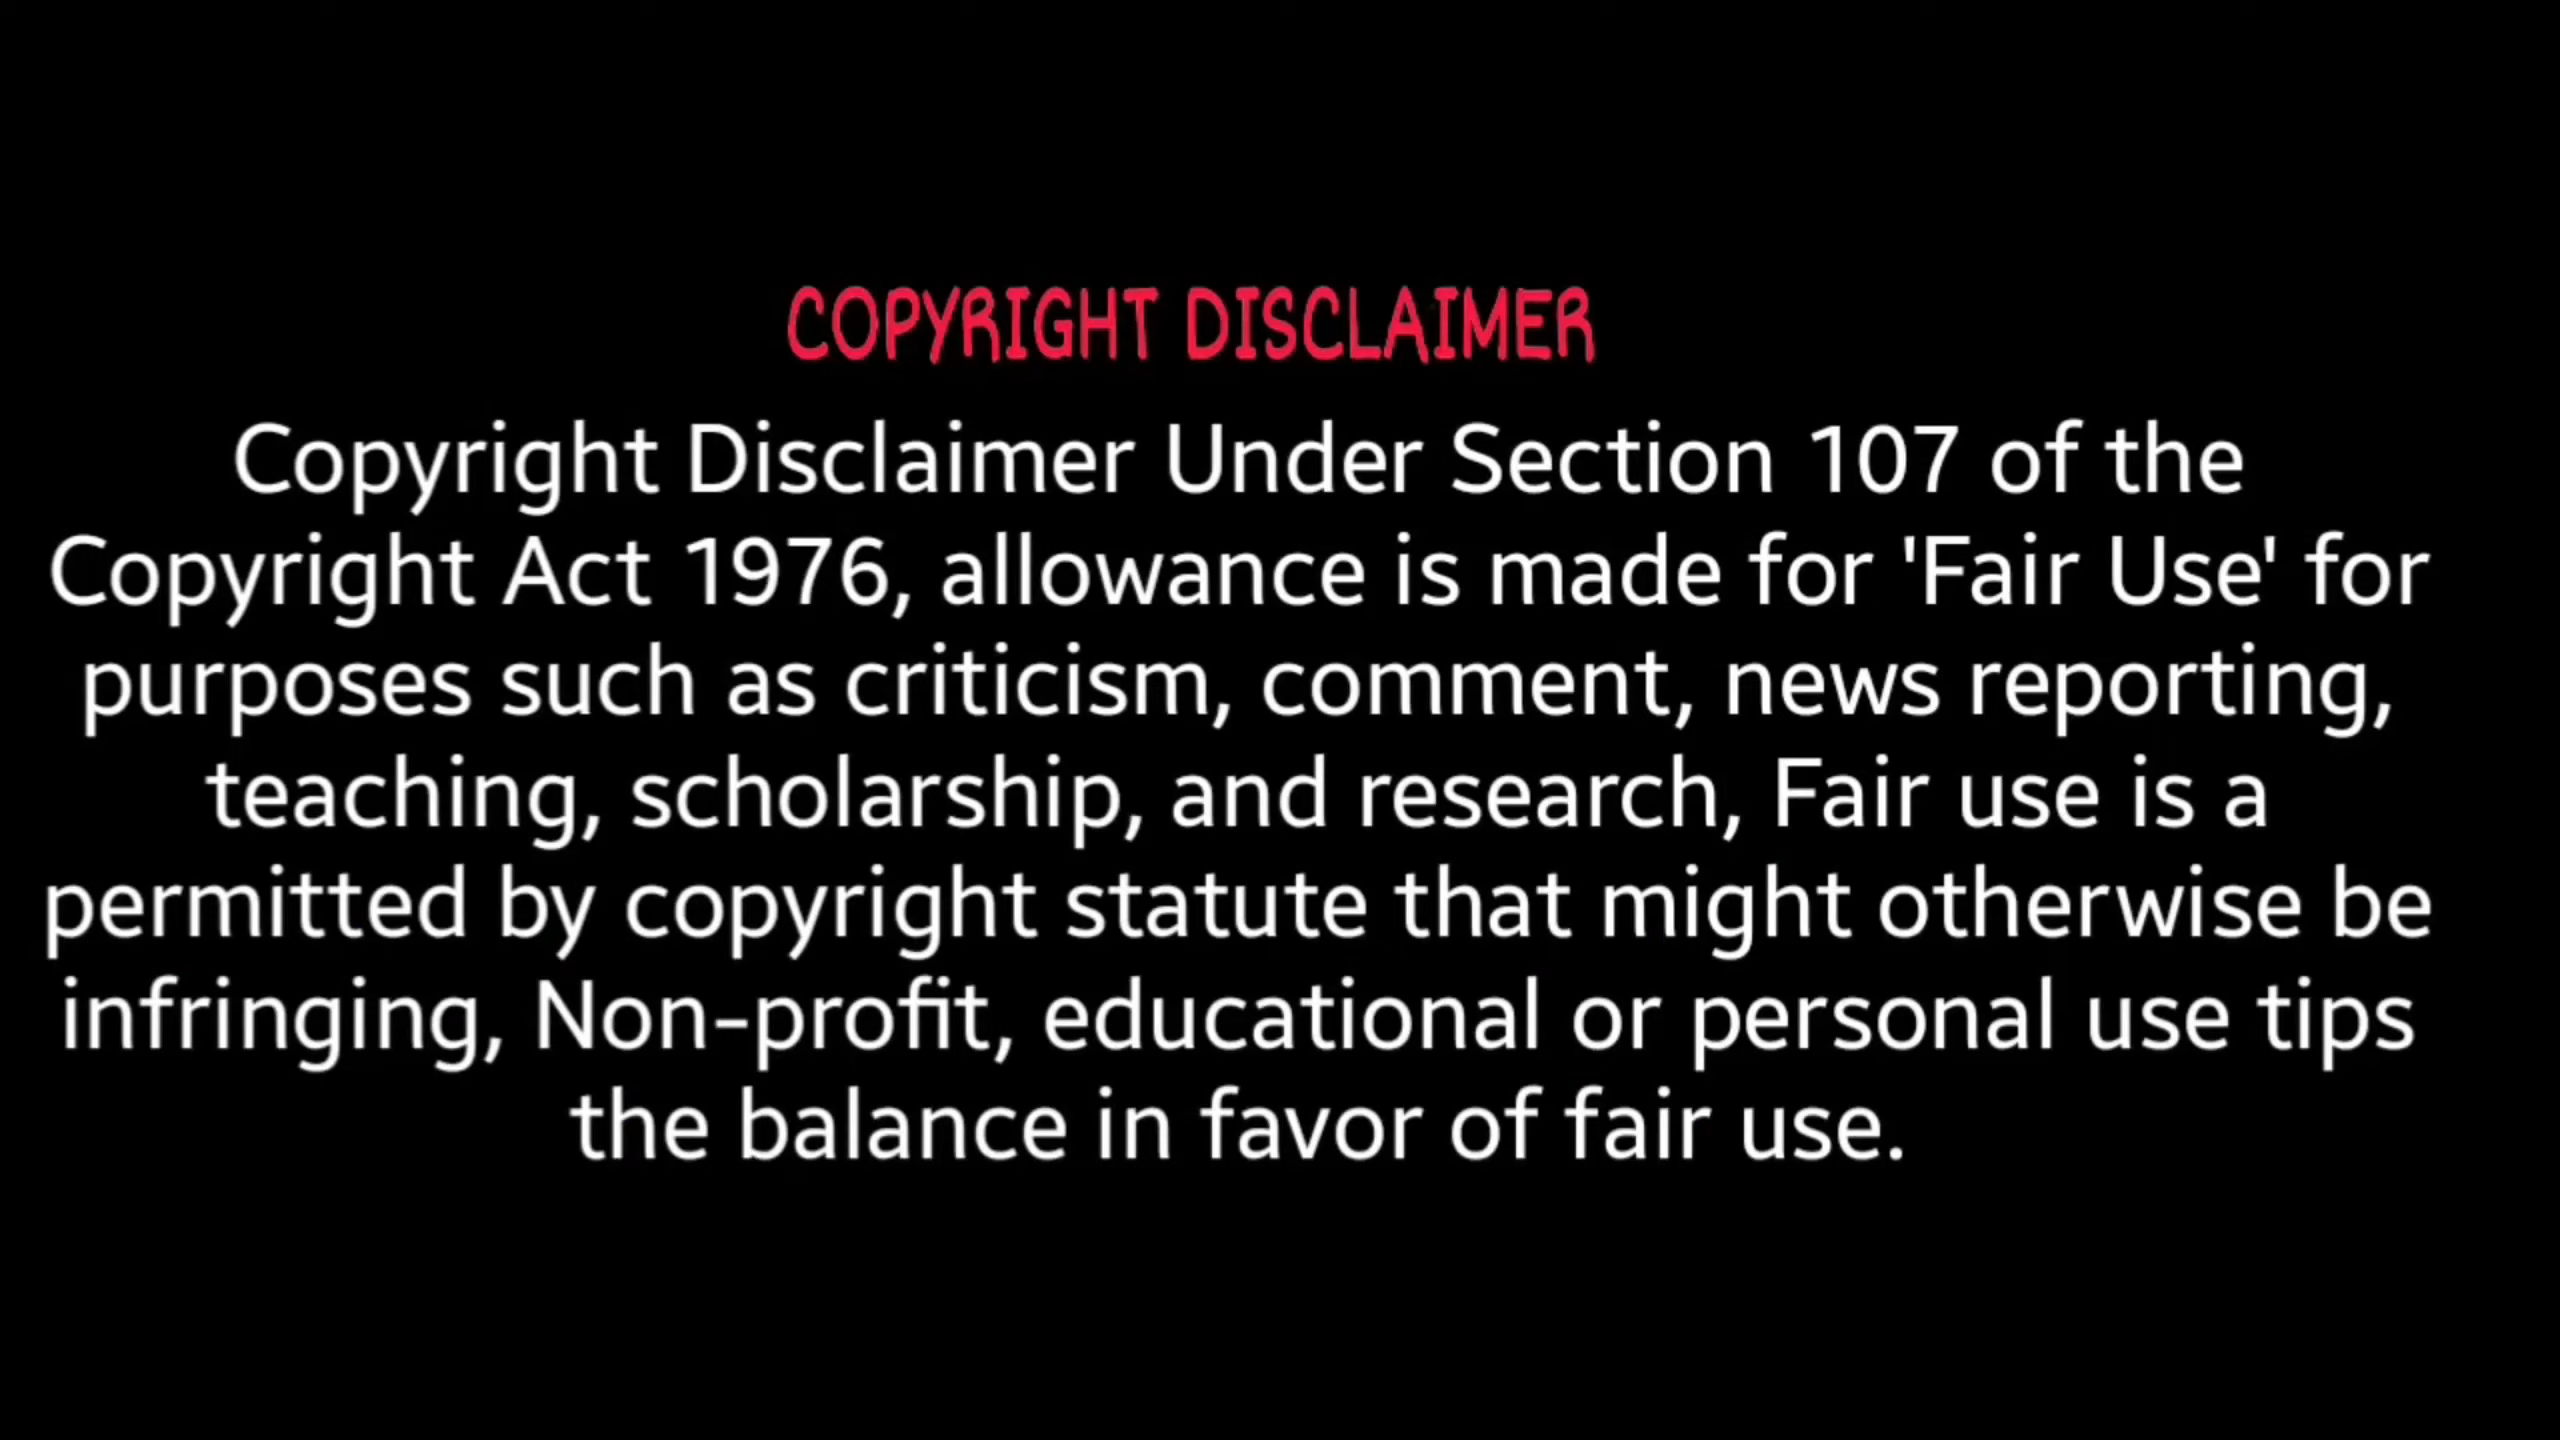 COPYRIGHT DISCLAIMER
Copyright Disclaimer Under Section 107 of the
Copyright Act 1976, allowance is made for 'Fair Use' for
purposes such as criticism, comment, news reporting,
teaching, scholarship, and research, Fair use is a
permitted by copyright statute that might otherwise be
infringing, Non-profit, educational or personal use tips
the balance in favor of fair use.